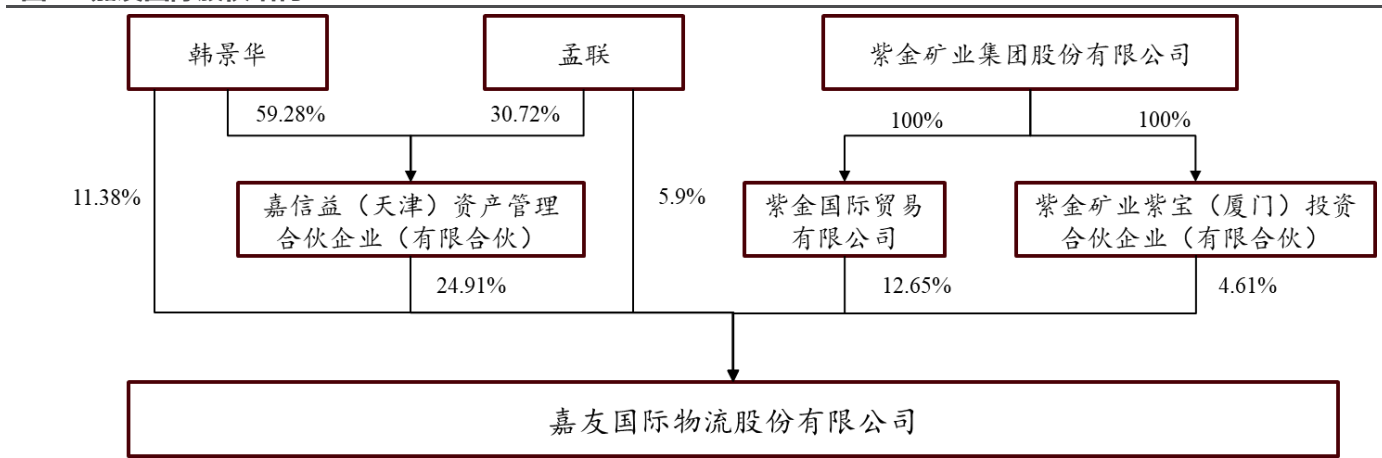 韩景华
孟联
紫金矿业集团股份有限公司
59.28%
30.72%
100%
100%
11.38%
5.9%
嘉信益（天津）资产管理
合伙企业（有限合伙）
紫金国际贸易
有限公司
紫金矿业紫宝（厦门）投资
合伙企业（有限合伙）
24.91%
12.65%
4.61%
嘉友国际物流股份有限公司